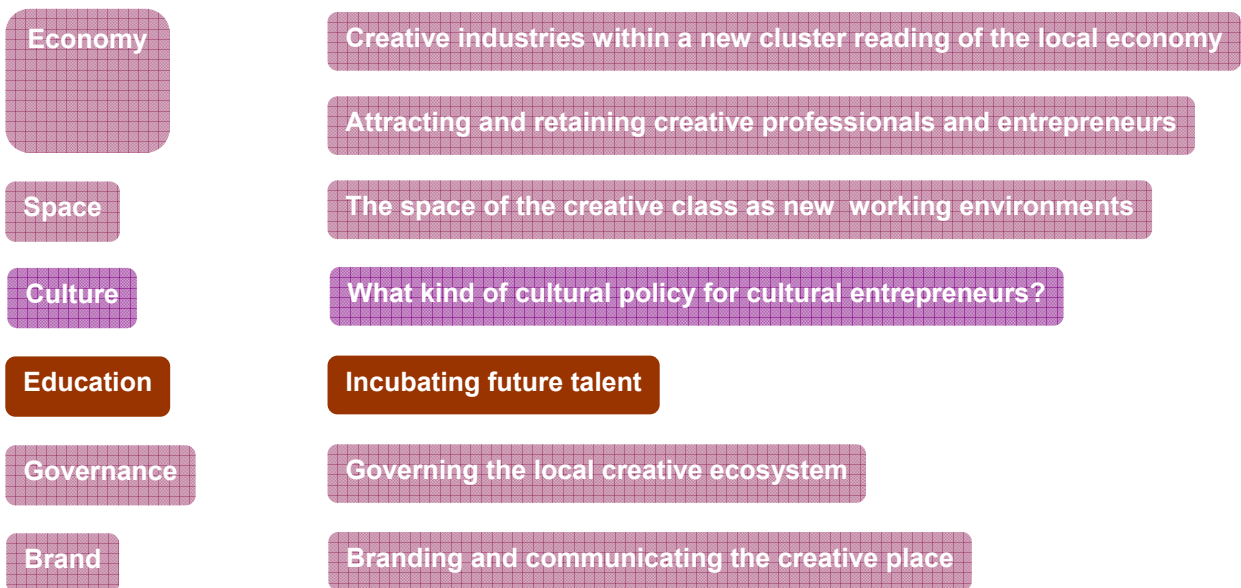 Economy
Creative industries within a new cluster reading of the local economy
Attracting and retaining creative professionals and entrepreneurs
Space
The space of the creative class as new  working environments
Culture
What kind of cultural policy for cultural entrepreneurs?
Education
Incubating future talent
Governance
Governing the local creative ecosystem
Brand
Branding and communicating the creative place